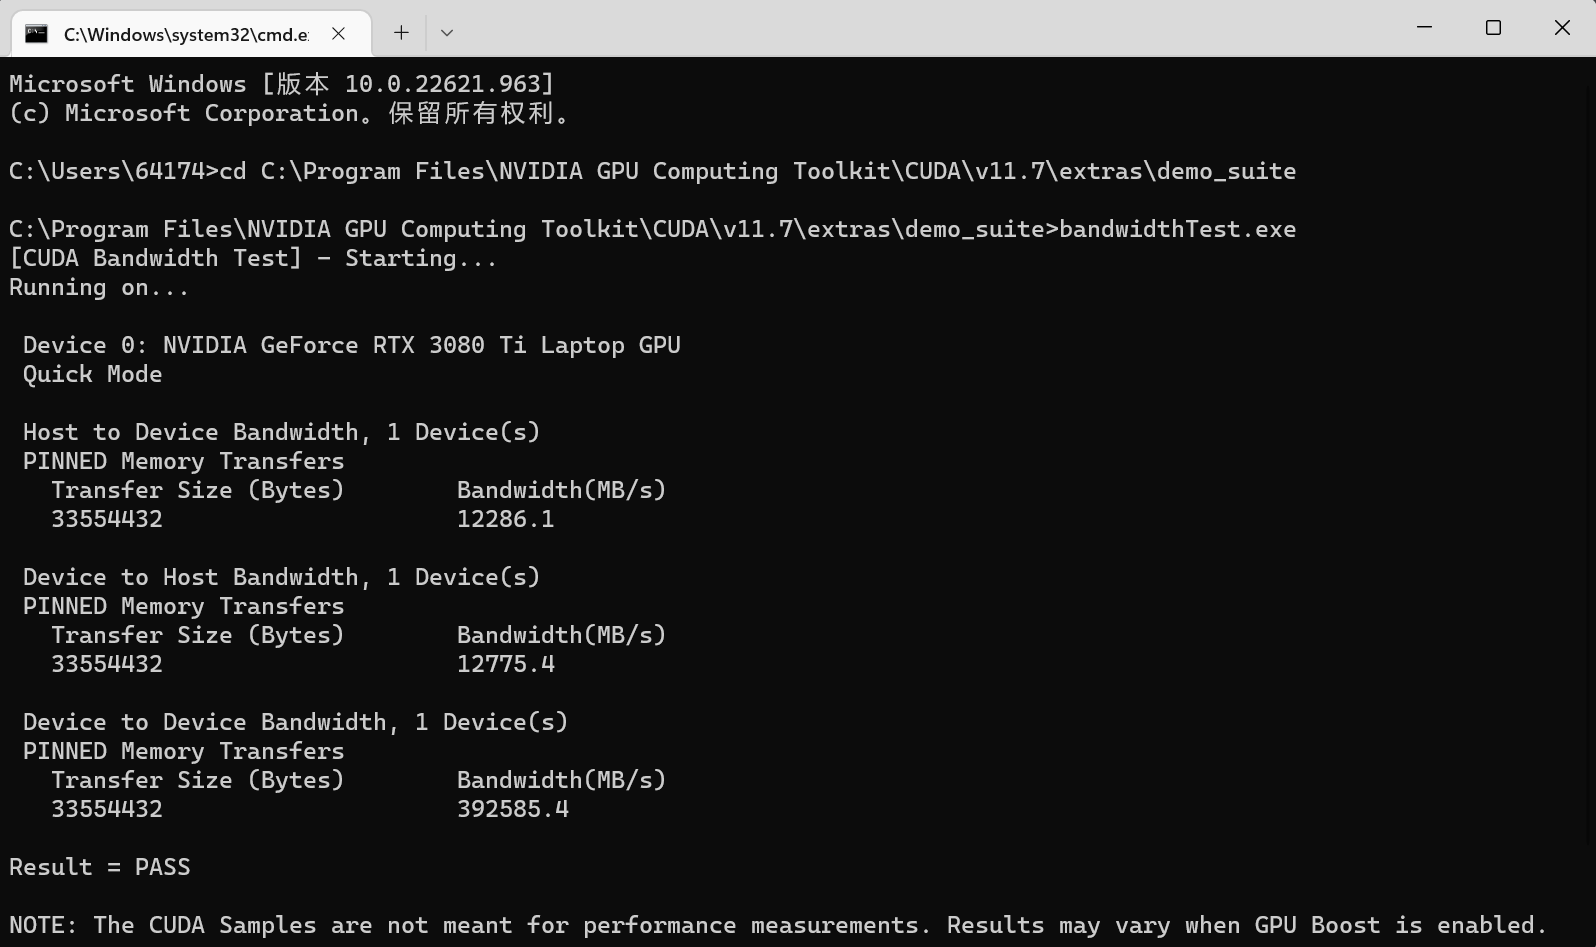 C:\Windows\system32\cmd.e
Microsoft Windows [版本 10.0.22621.963]
(c) Microsoft Corporation。保留所有权利。
C:\Users\64174>cd C:\Program Files\NVIDIA GPU Computing Toolkit\CUDA\v11.7\extras\demo_suite
C:\Program Files\NVIDIA GPU Computing Toolkit\CUDA\v11.7\extras\demo_suite>bandwidthTest.exe
[CUDA Bandwidth Test] - Starting...
Running on...
Device 0: NVIDIA GeForce RTX 3080 Ti Laptop GPU
Quick Mode
Host to Device Bandwidth, 1 Device(s)
PINNED Memory Transfers
Transfer Size (Bytes) Bandwidth(MB/s)
33554432 12286.1
Device to Host Bandwidth, 1 Device(s)
PINNED Memory Transfers
Transfer Size (Bytes) Bandwidth(MB/s)
33554432 12775.4
Device to Device Bandwidth, 1 Device(s)
PINNED Memory Transfers
Transfer Size (Bytes) Bandwidth(MB/s)
33554432 392585.4
Result = PASS
NOTE: The CUDA Samples are not meant for performance measurements. Results may vary when GPU Boost is enabled.